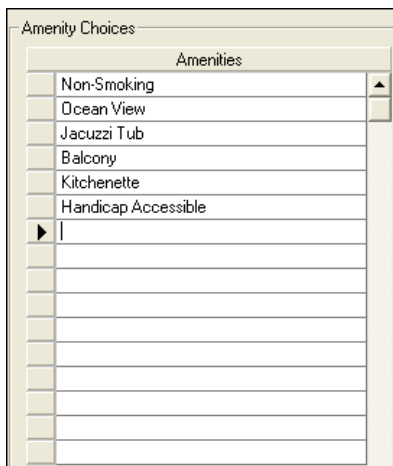 Amenity Choices
Amenities
Non-Smoking
Ocean View
Jacuzzi Tub
Balcony
Kitchenette
Handicap Accessible